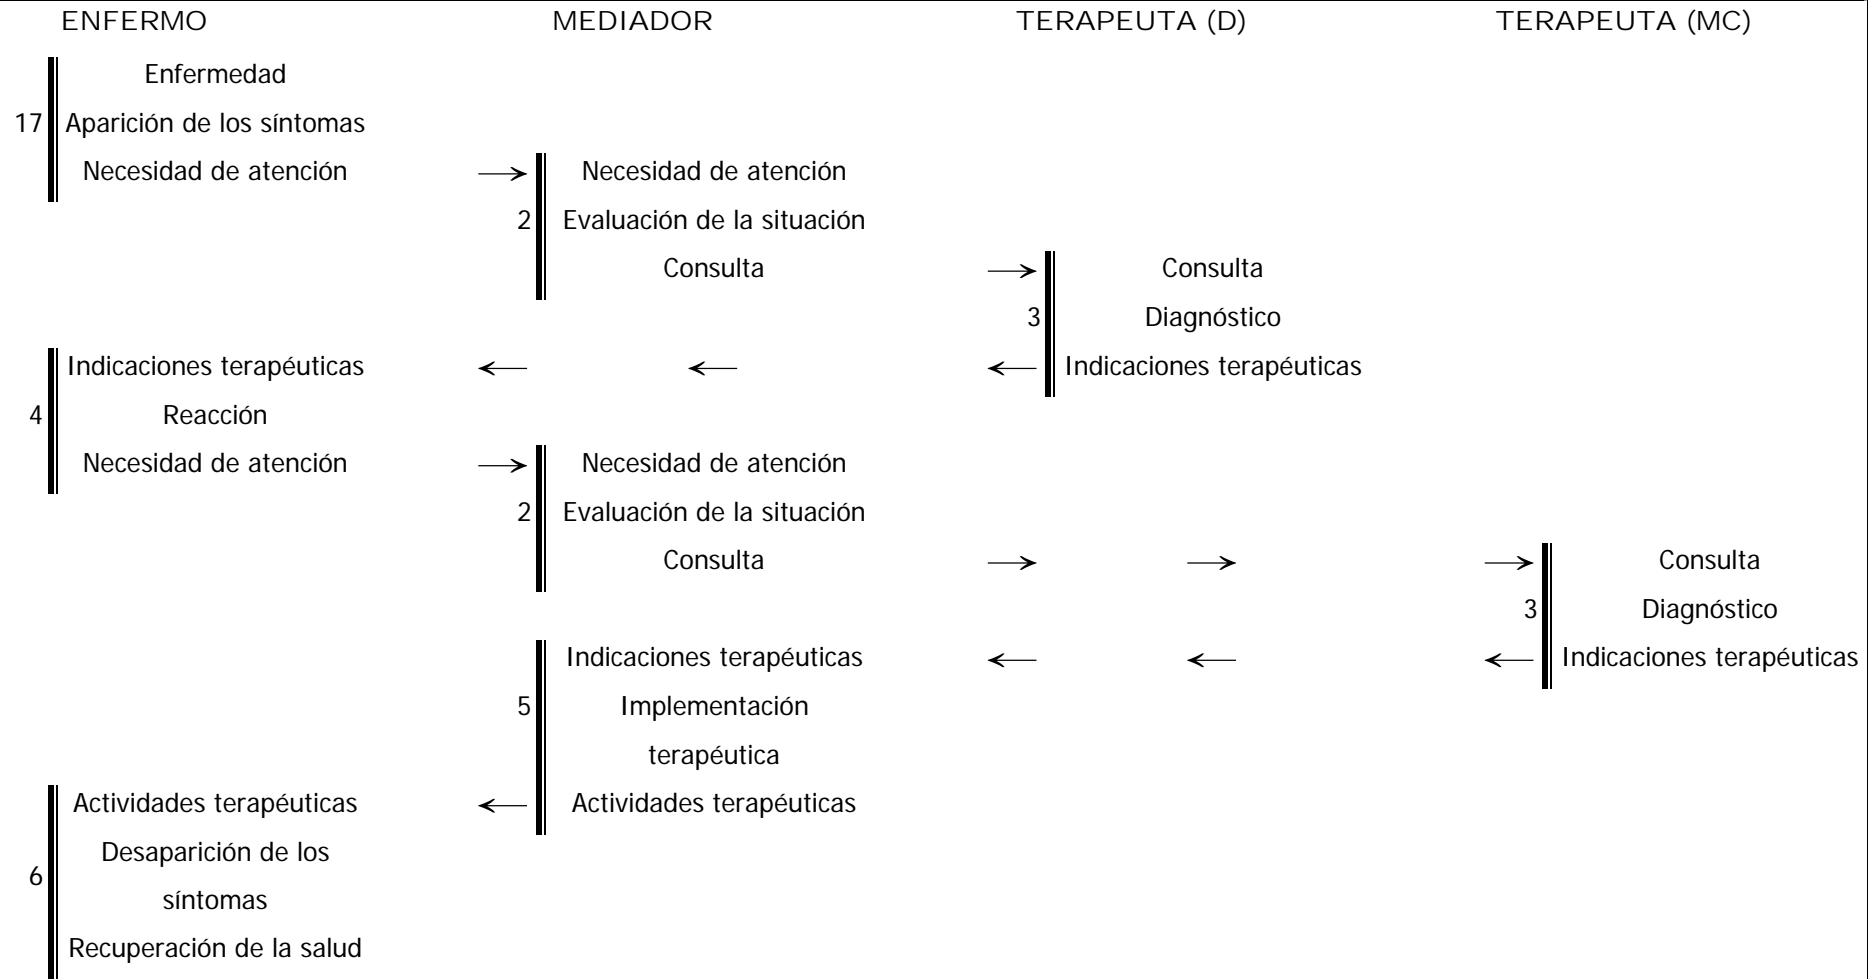 ENFERMO MEDIADOR TERAPEUTA (D) TERAPEUTA (MC)
Enfermedad
17 Aparición de los síntomas
Necesidad de atención → Necesidad de atención
2 Evaluación de la situación
Consulta → Consulta
3 Diagnóstico
Indicaciones terapéuticas ← ← ← Indicaciones terapéuticas
4 Reacción
Necesidad de atención → Necesidad de atención
2 Evaluación de la situación
Consulta → → → Consulta
3 Diagnóstico
Indicaciones terapéuticas ← ← ← Indicaciones terapéuticas
5 Implementación
terapéutica
Actividades terapéuticas ← Actividades terapéuticas
Desaparición de los
6
síntomas
Recuperación de la salud